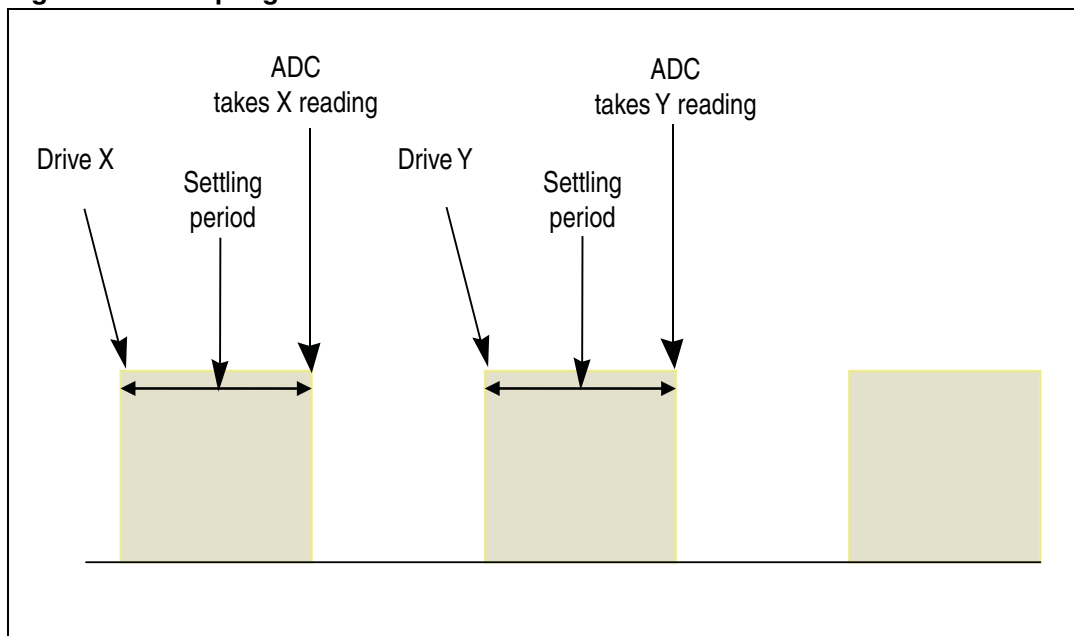 ADC
takes X reading
ADC
takes Y reading
Drive X
Settling
period
Drive Y
Settling
period